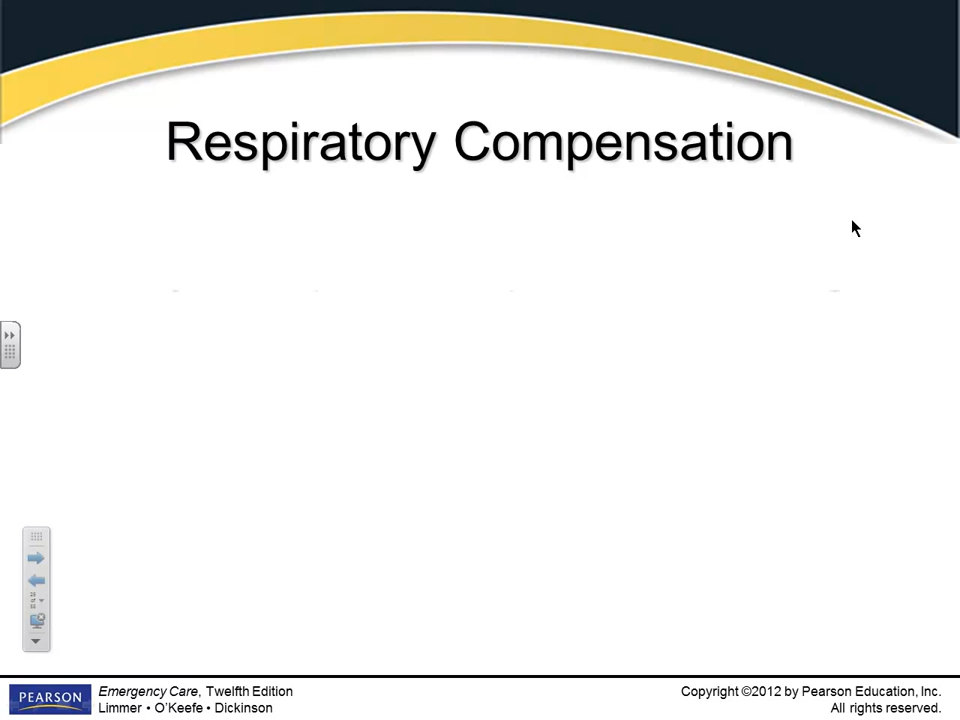 Respiratory Compensation
PEARSON
Emergency Care, Twelfth Edition
Limmer • O'Keefe • Dickinson
Copyright ©2012 by Pearson Education, Inc.
All rights reserved.